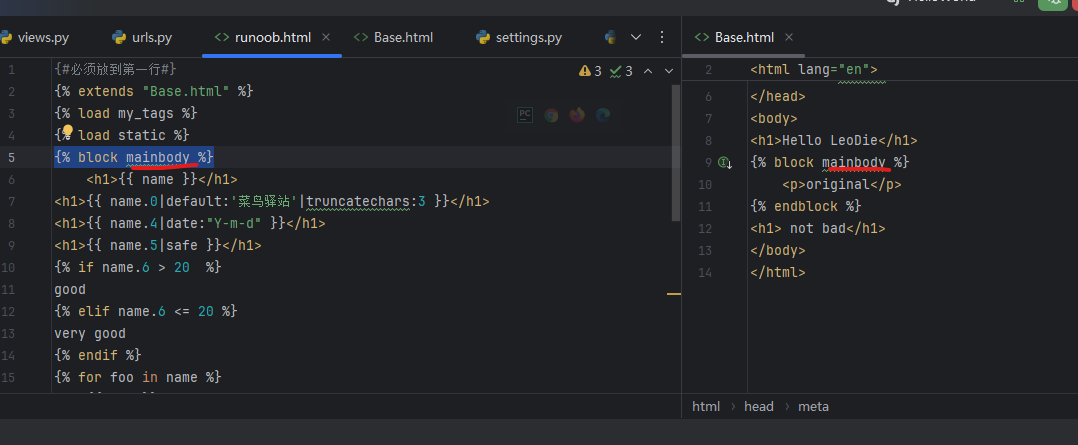 views.py urls.py runoob.html Base.html settings.py
Base.html
3 3
1 {#必须放到第一行#}
2 {% extends "Base.html" %}
3 {% load my_tags %}
4 {% load static %}
5 {% block mainbody %}
6 <h1>{{ name }}</h1>
7 <h1>{{ name.0|default:'菜鸟驿站'|truncatechars:3 }}</h1>
8 <h1>{{ name.4|date:"Y-m-d" }}</h1>
9 <h1>{{ name.5|safe }}</h1>
10 {% if name.6 > 20  %}
11 good
12 {% elif name.6 <= 20 %}
13 very good
14 {% endif %}
15 {% for foo in name %}
PC
2 <html lang="en">
6 </head>
7 <body>
8 <h1>Hello LeoDie</h1>
9 {% block mainbody %}
10 <p>original</p>
11 {% endblock %}
12 <h1> not bad</h1>
13 </body>
14 </html>
html > head > meta